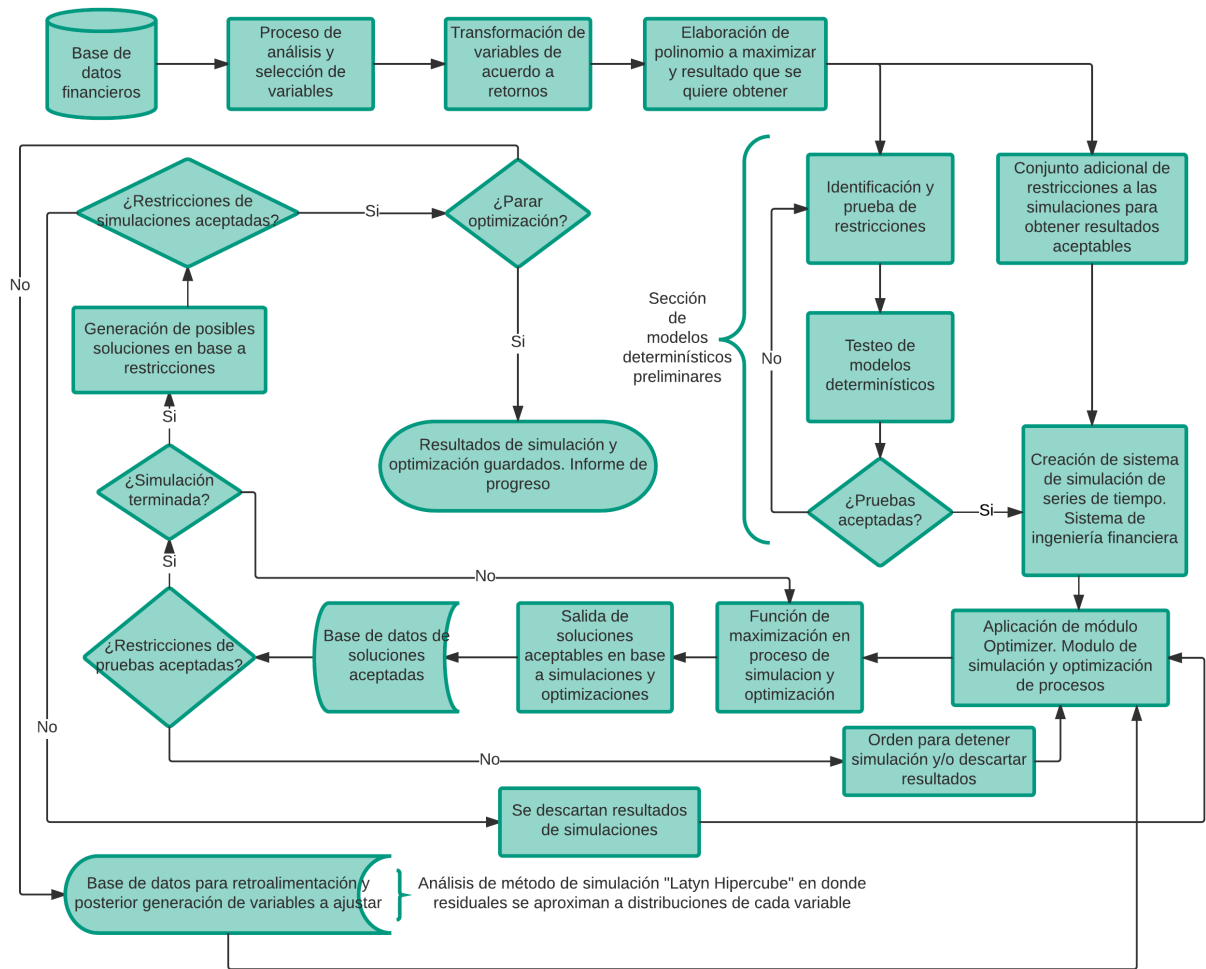 Base de
datos
financieros
Proceso de
análisis y
selección de
variables
Transformación de
variables de
acuerdo a
retornos
Elaboración de
polinomio a maximizar
y resultado que se
quiere obtener
¿Restricciones de
simulaciones aceptadas?
Si
¿Parar
optimización?
Identificación y
prueba de
restricciones
Conjunto adicional de
restricciones a las
simulaciones para
obtener resultados
aceptables
No
Generación de posibles
soluciones en base a
restricciones
Si
Sección
de
modelos
determinísticos
preliminares
No
Testeo de
modelos
determinísticos
Si
Resultados de simulación y
optimización guardados. Informe de
progreso
¿Simulación
terminada?
¿Pruebas
aceptadas?
Si
Creación de sistema
de simulación de
series de tiempo.
Sistema de
ingeniería financiera
Si
No
¿Restricciones de
pruebas aceptadas?
Base de datos de
soluciones
aceptadas
Salida de
soluciones
aceptables en base
a simulaciones y
optimizaciones
Función de
maximización en
proceso de
simulacion y
optimización
Aplicación de módulo
Optimizer. Modulo de
simulación y optimización
de procesos
No
No
Orden para detener
simulación y/o descartar
resultados
Se descartan resultados
de simulaciones
Base de datos para retroalimentación y
posterior generación de variables a ajustar
Análisis de método de simulación "Latyn Hipercube" en donde
residuales se aproximan a distribuciones de cada variable